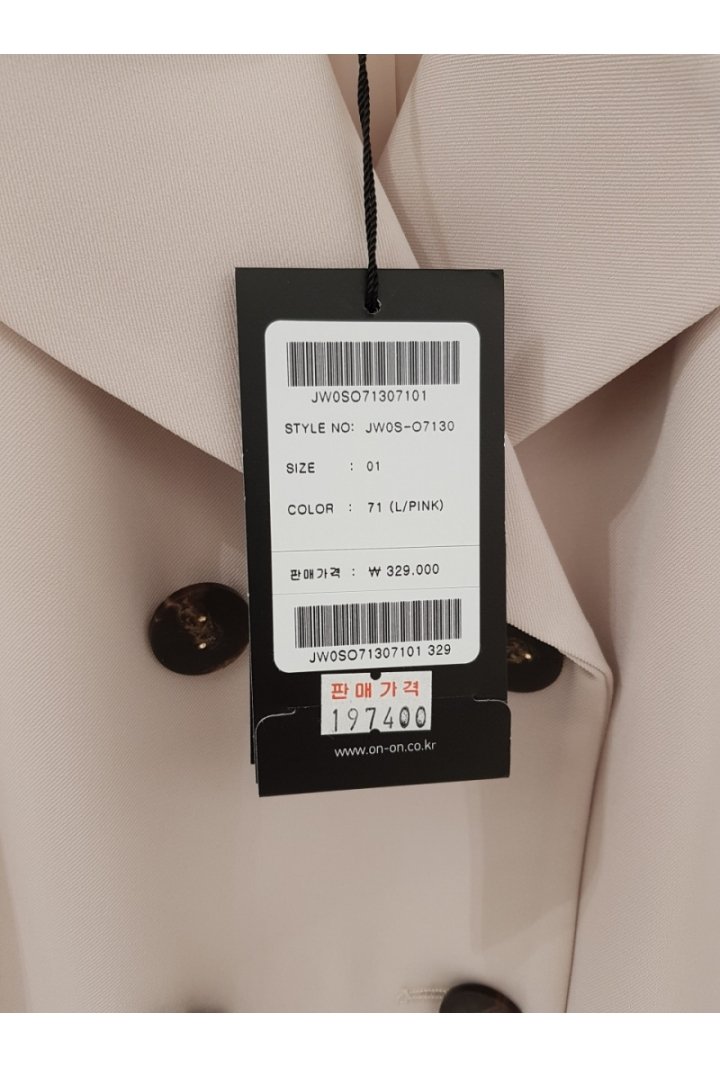 JW0SO71307101
STYLE NO: JW0S-O7130
SIZE : 01
COLOR : 71 (L/PINK)
판매가격 : ₩ 329.000
JW0SO71307101 329
판매가격
197400
www.on-on.co.kr